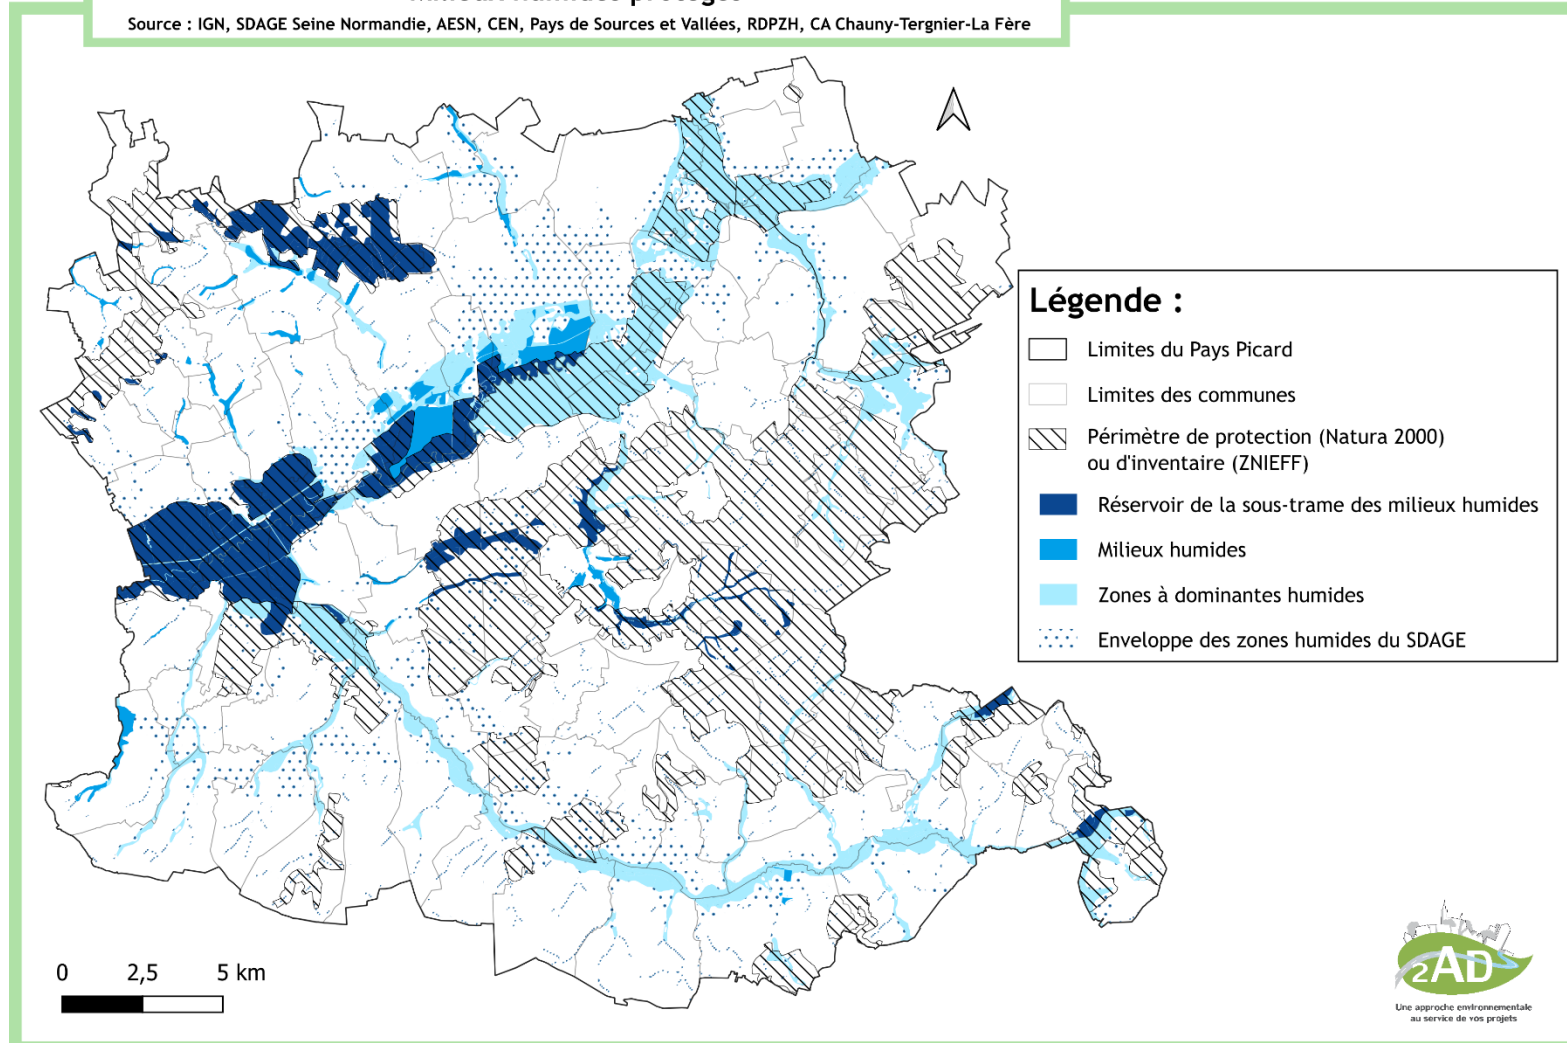 Milieux humides protégés
Source : IGN, SDAGE Seine Normandie, AESN, CEN, Pays de Sources et Vallées, RDPZH, CA Chauny-Tergnier-La Fère
Légende :
Limites du Pays Picard
Limites des communes
Périmètre de protection (Natura 2000)
ou d'inventaire (ZNIEFF)
Réservoir de la sous-trame des milieux humides
Milieux humides
Zones à dominantes humides
Enveloppe des zones humides du SDAGE
0 2,5 5 km
2AD
Une approche environnementale
au service de vos projets